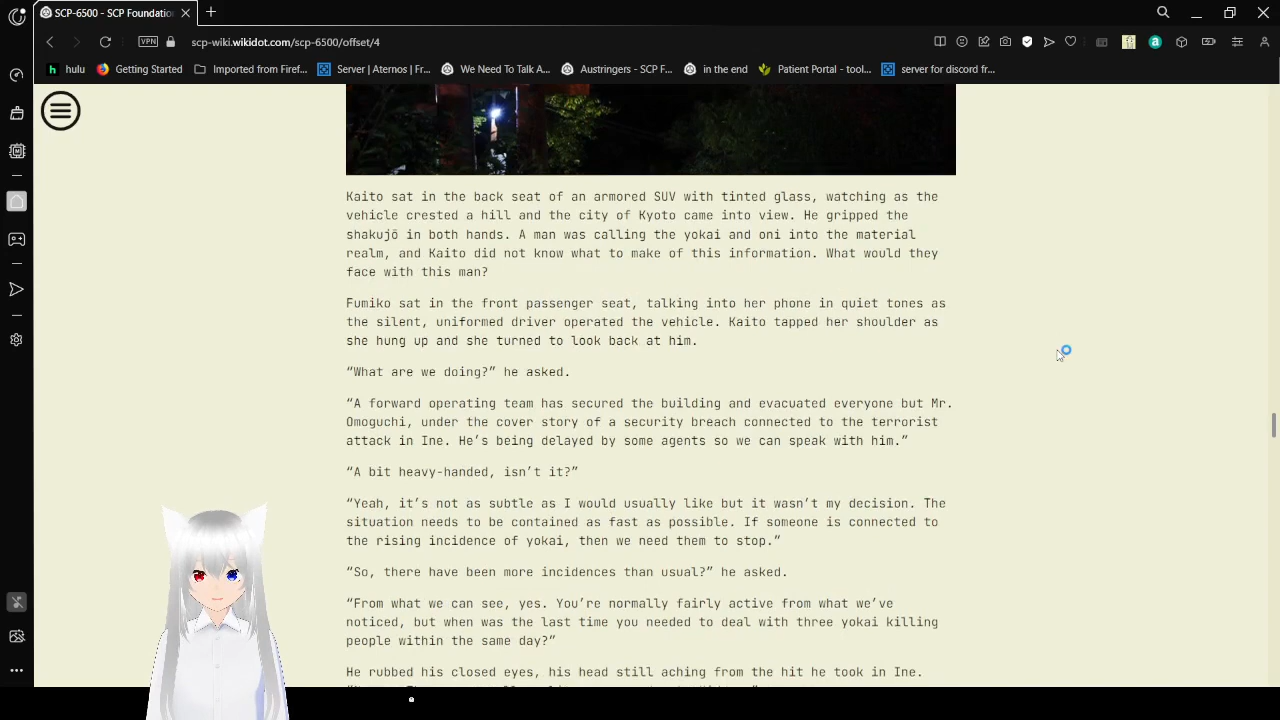 SCP-6500 - SCP Foundatio
VPN
scp-wiki.wikidot.com/scp-6500/offset/4
hulu
Getting Started
Imported from Firef...
Server | Aternos | Fr...
We Need To Talk A...
Austringers - SCP F...
in the end
Patient Portal - tool...
server for discord fr...
Kaito sat in the back seat of an armored SUV with tinted glass, watching as the
vehicle crested a hill and the city of Kyoto came into view. He gripped the
shakujō in both hands. A man was calling the yokai and oni into the material
realm, and Kaito did not know what to make of this information. What would they
face with this man?
Fumiko sat in the front passenger seat, talking into her phone in quiet tones as
the silent, uniformed driver operated the vehicle. Kaito tapped her shoulder as
she hung up and she turned to look back at him.
“What are we doing?” he asked.
“A forward operating team has secured the building and evacuated everyone but Mr.
Omoguchi, under the cover story of a security breach connected to the terrorist
attack in Ine. He’s being delayed by some agents so we can speak with him.”
“A bit heavy-handed, isn’t it?”
“Yeah, it’s not as subtle as I would usually like but it wasn’t my decision. The
situation needs to be contained as fast as possible. If someone is connected to
the rising incidence of yokai, then we need them to stop.”
“So, there have been more incidences than usual?” he asked.
“From what we can see, yes. You’re normally fairly active from what we’ve
noticed, but when was the last time you needed to deal with three yokai killing
people within the same day?”
He rubbed his closed eyes, his head still aching from the hit he took in Ine.